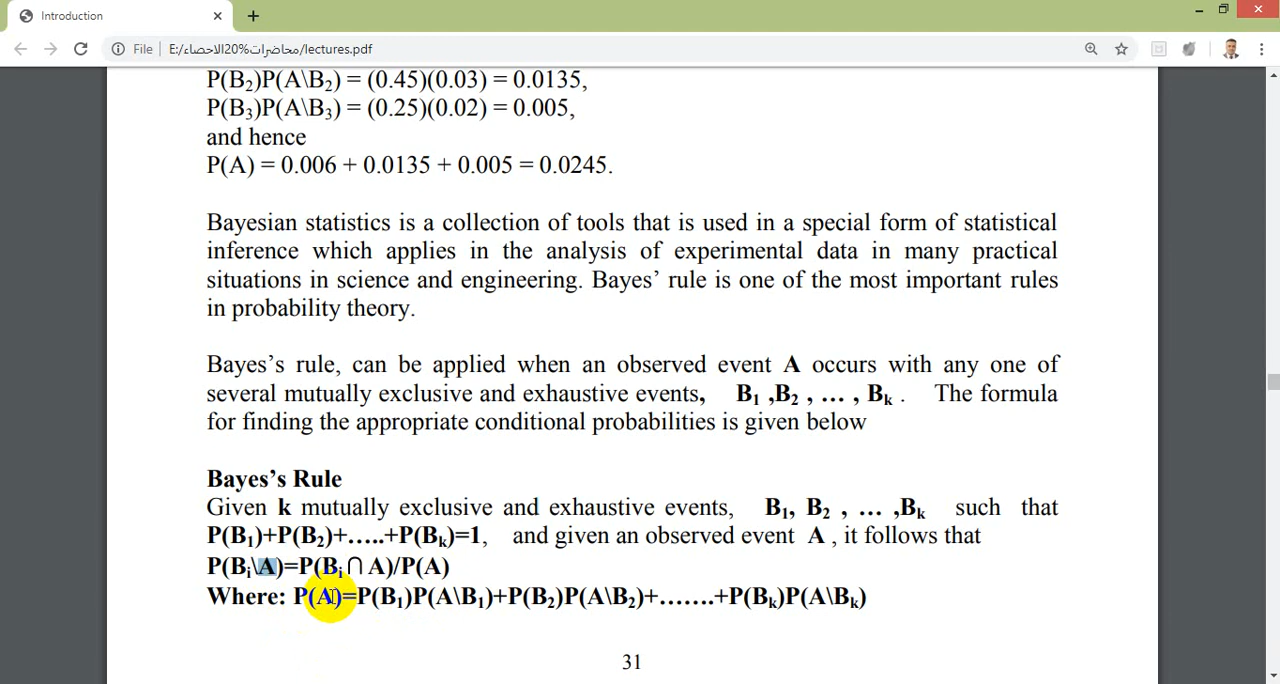 Introduction
File
E:/محاضرات%20الاحصاء/lectures.pdf
P(B₂)P(A\B₂) = (0.45)(0.03) = 0.0135,
P(B₃)P(A\B₃) = (0.25)(0.02) = 0.005,
and hence
P(A) = 0.006 + 0.0135 + 0.005 = 0.0245.
Bayesian statistics is a collection of tools that is used in a special form of statistical
inference which applies in the analysis of experimental data in many practical
situations in science and engineering. Bayes’ rule is one of the most important rules
in probability theory.
Bayes’s rule, can be applied when an observed event A occurs with any one of
several mutually exclusive and exhaustive events, B₁ ,B₂ , … , Bₖ . The formula
for finding the appropriate conditional probabilities is given below
Bayes’s Rule
Given k mutually exclusive and exhaustive events, B₁, B₂ , … ,Bₖ such that
P(B₁)+P(B₂)+…..+P(Bₖ)=1, and given an observed event A , it follows that
P(Bᵢ\A)=P(Bᵢ ∩ A)/P(A)
Where: P(A)=P(B₁)P(A\B₁)+P(B₂)P(A\B₂)+…….+P(Bₖ)P(A\Bₖ)
31